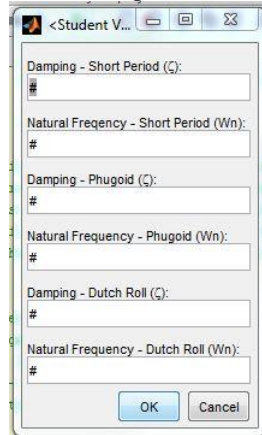 <Student V...
Damping - Short Period (ζ):
#
Natural Freqency - Short Period (Wn):
#
Damping - Phugoid (ζ):
#
Natural Frequency - Phugoid (Wn):
#
Damping - Dutch Roll (ζ):
#
Natural Frequency - Dutch Roll (Wn):
#
OK Cancel